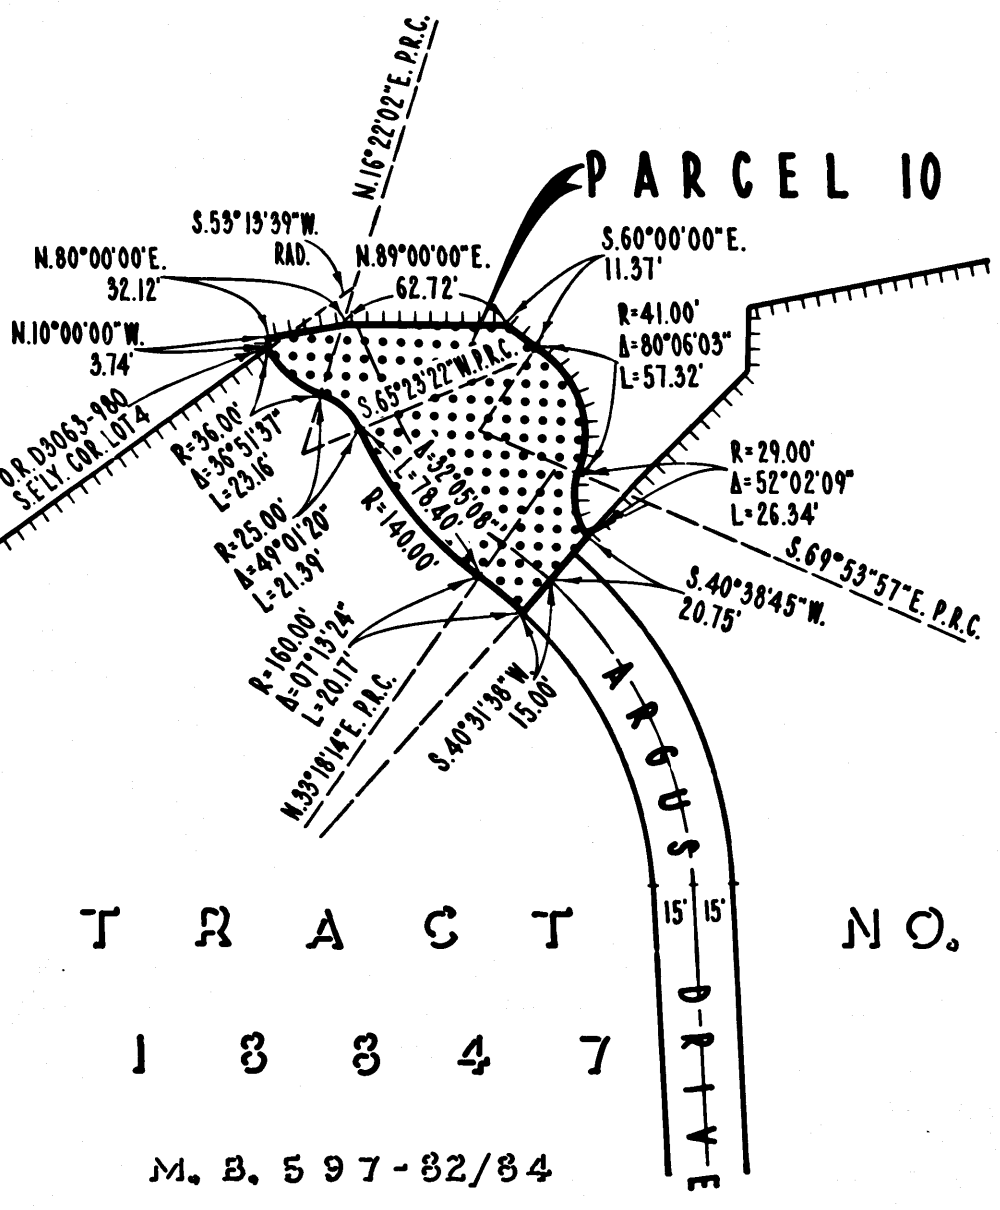 N.16°22'02"E. P.R.C.
PARCEL 10
S.53°13'39"W.
RAD.
N.80°00'00"E.
32.12'
N.89°00'00"E.
62.72'
S.60°00'00"E.
11.37'
N.10°00'00"W.
3.74'
R=41.00'
Δ=80°06'03"
L=57.32'
S.65°23'22"W.P.R.C.
O.R. D3063-980
SE'LY. COR. LOT 4
R=36.00'
Δ=36°51'37"
L=23.16'
Δ=32°05'08"
L=78.40'
R=140.00'
R=29.00'
Δ=52°02'09"
L=26.34'
R=25.00'
Δ=49°01'20"
L=21.39'
S.69°53'57"E. P.R.C.
S.40°38'45"W.
20.75'
R=160.00'
Δ=07°13'24"
L=20.17'
S.40°31'38"W.
15.00'
N.33°18'14"E. P.R.C.
ARGUS DRIVE
15' 15'
TRACT NO.
18847
M. B. 597-82/84